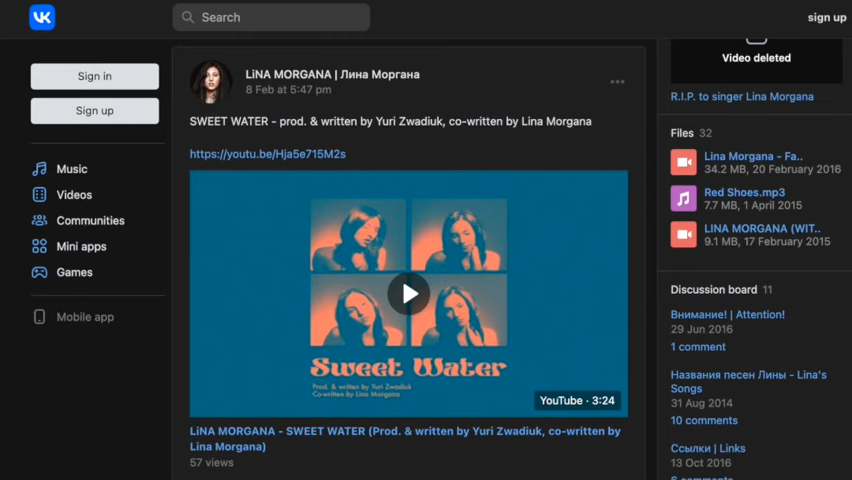 VK
Search
sign up
Sign in
Sign up
Music
Videos
Communities
Mini apps
Games
Mobile app
LiNA MORGANA | Лина Моргана
8 Feb at 5:47 pm
SWEET WATER - prod. & written by Yuri Zwadiuk, co-written by Lina Morgana
https://youtu.be/Hja5e715M2s
Sweet Water
Prod. & written by Yuri Zwadiuk
Co-written by Lina Morgana
YouTube · 3:24
LiNA MORGANA - SWEET WATER (Prod. & written by Yuri Zwadiuk, co-written by
Lina Morgana)
57 views
Video deleted
R.I.P. to singer Lina Morgana
Files 32
Lina Morgana - Fa..
34.2 MB, 20 February 2016
Red Shoes.mp3
7.7 MB, 1 April 2015
LINA MORGANA (WIT..
9.1 MB, 17 February 2015
Discussion board 11
Внимание! | Attention!
29 Jun 2016
1 comment
Названия песен Лины - Lina's
Songs
31 Aug 2014
10 comments
Ссылки | Links
13 Oct 2016